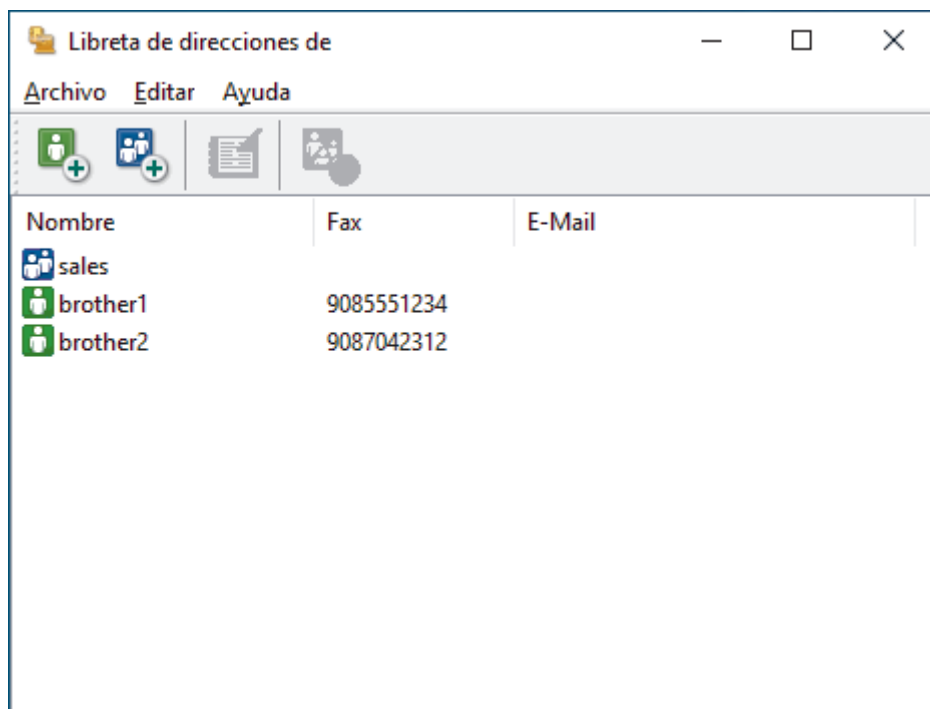 Libreta de direcciones de
Archivo Editar Ayuda
Nombre Fax E-Mail
sales
brother1 9085551234
brother2 9087042312